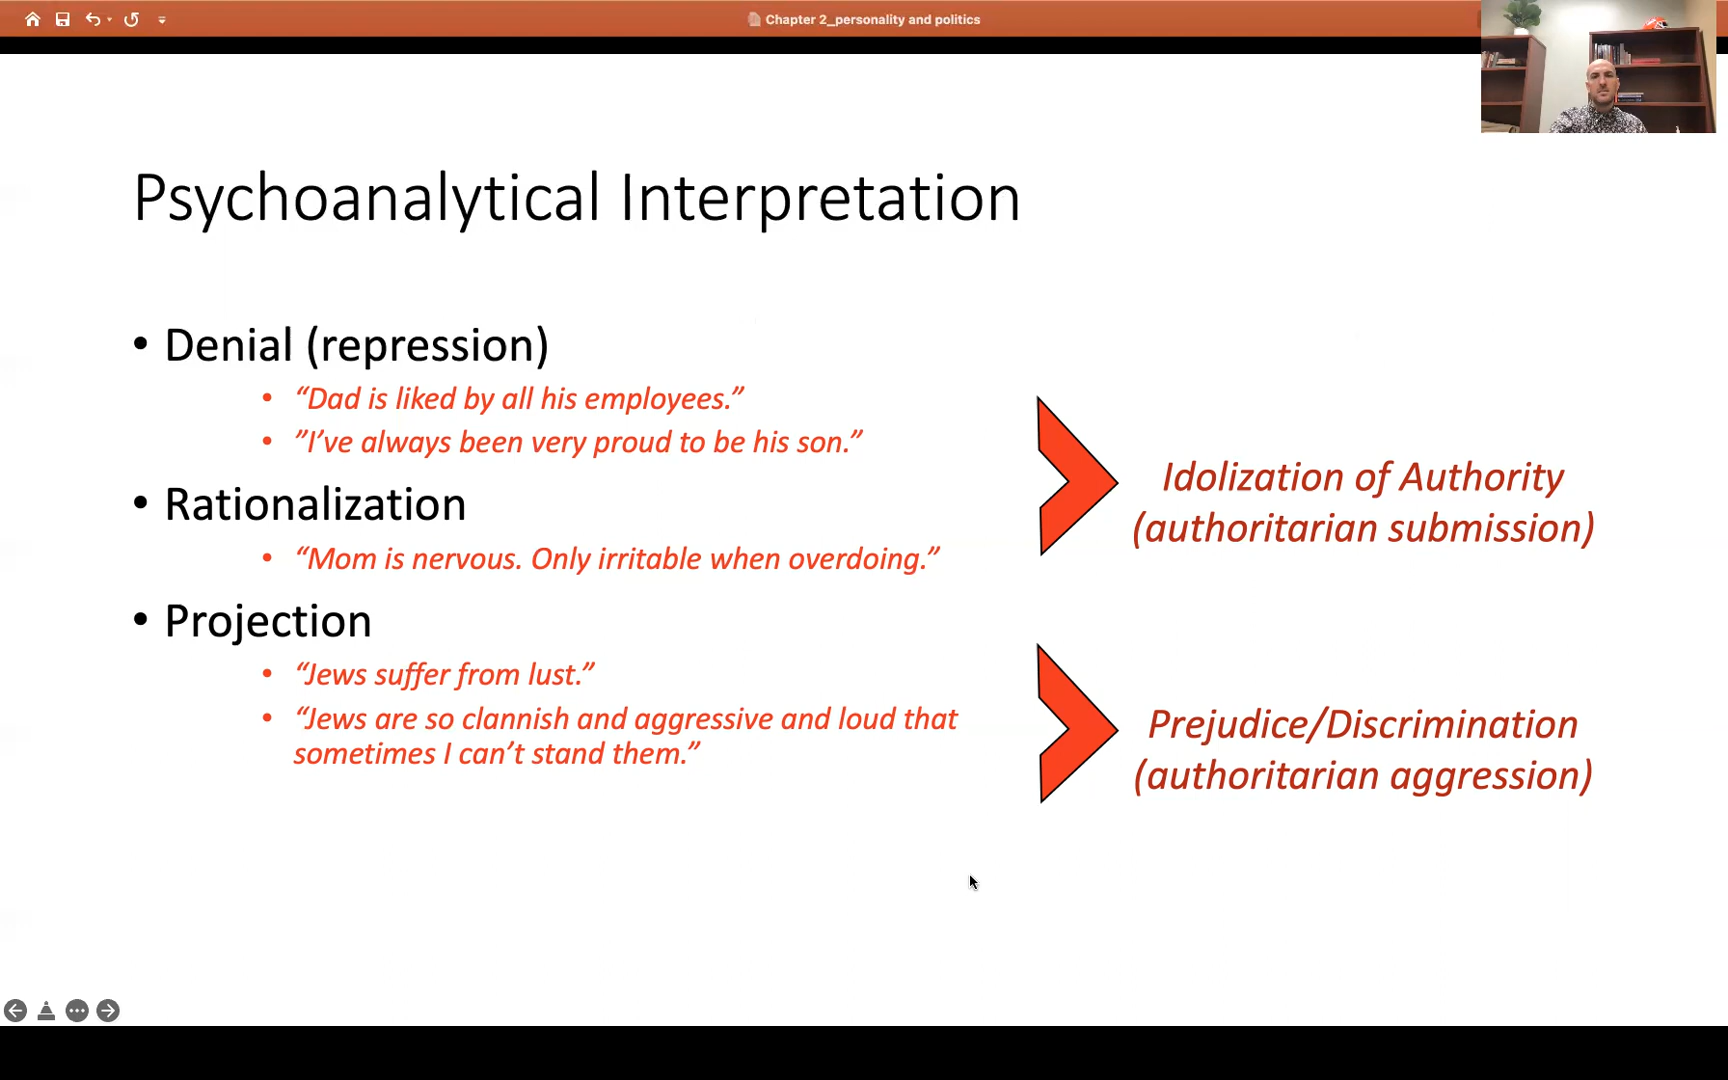 Chapter 2_personality and politics
Psychoanalytical Interpretation
• Denial (repression)
• “Dad is liked by all his employees.”
• ”I’ve always been very proud to be his son.”
• Rationalization
• “Mom is nervous. Only irritable when overdoing.”
• Projection
• “Jews suffer from lust.”
• “Jews are so clannish and aggressive and loud that
sometimes I can’t stand them.”
Idolization of Authority
(authoritarian submission)
Prejudice/Discrimination
(authoritarian aggression)